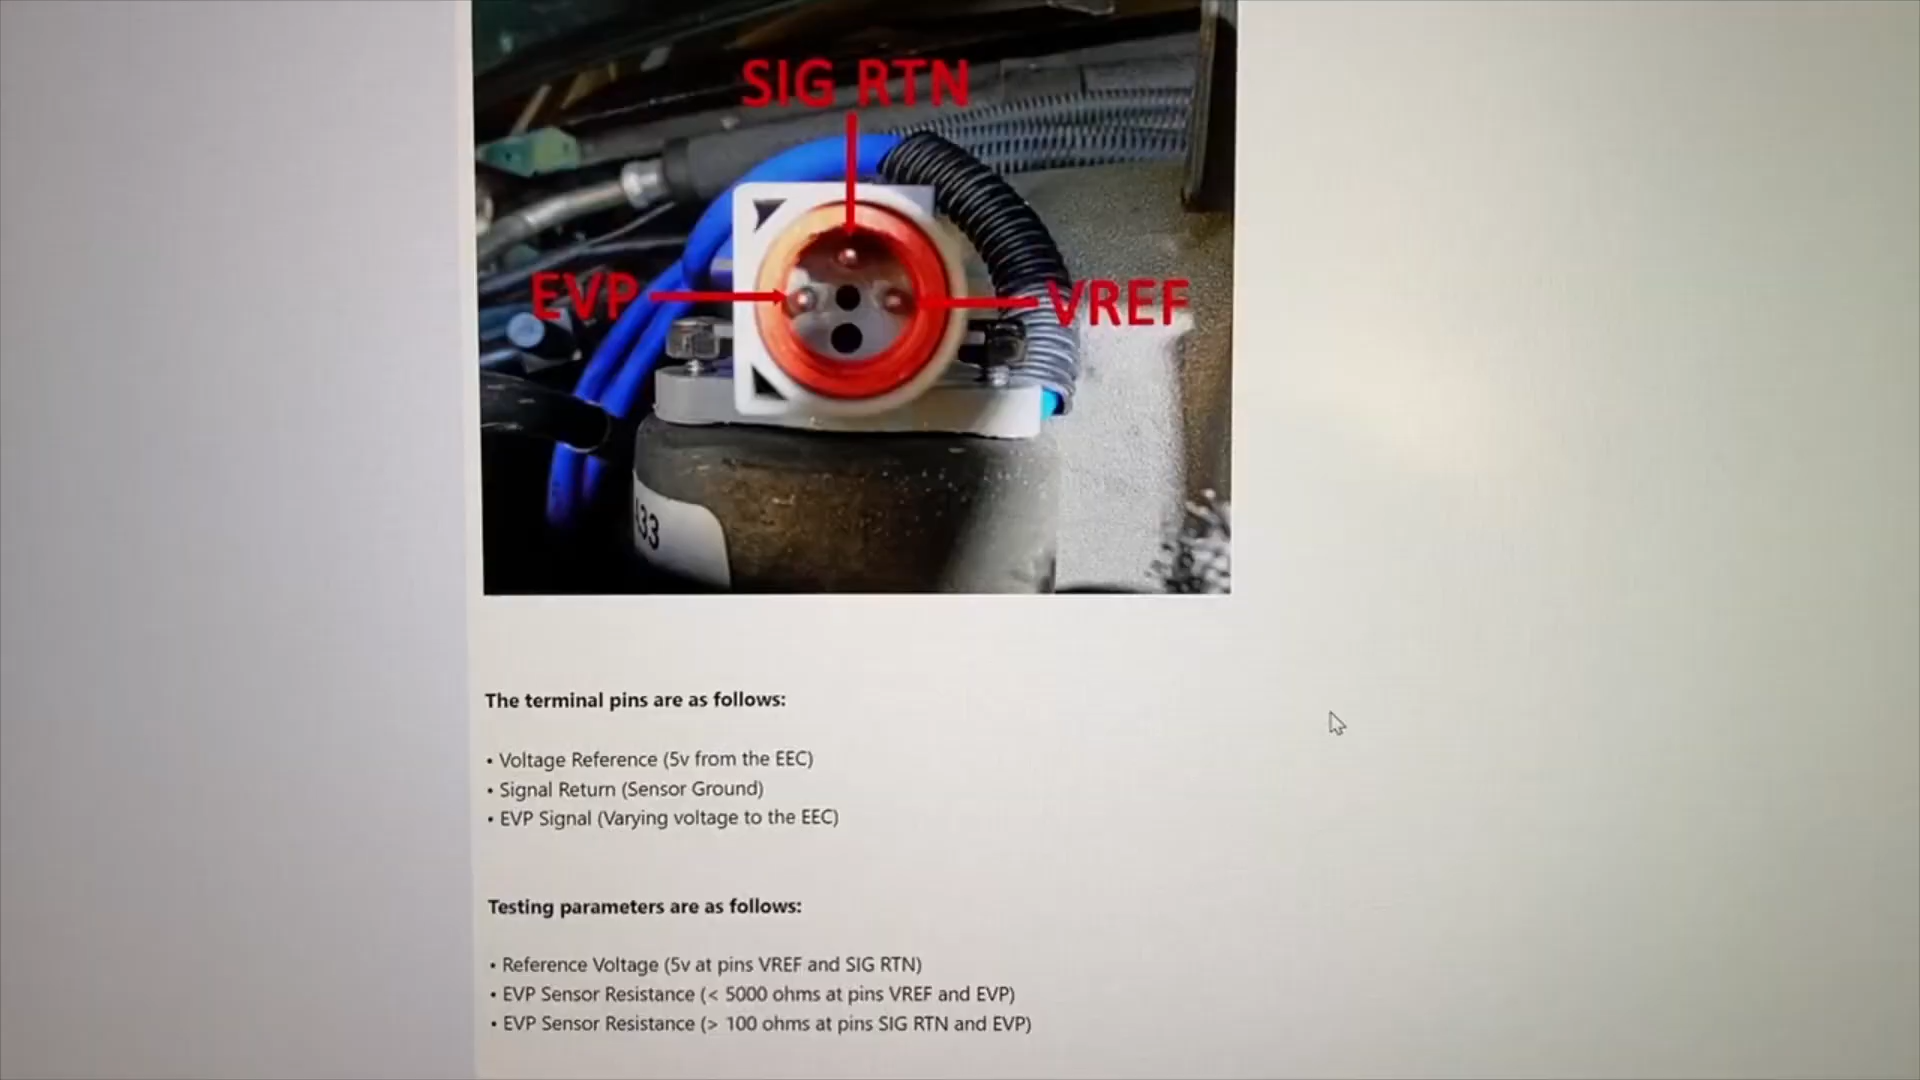 SIG RTN
EVP
VREF
33
The terminal pins are as follows:
• Voltage Reference (5v from the EEC)
• Signal Return (Sensor Ground)
• EVP Signal (Varying voltage to the EEC)
Testing parameters are as follows:
• Reference Voltage (5v at pins VREF and SIG RTN)
• EVP Sensor Resistance (< 5000 ohms at pins VREF and EVP)
• EVP Sensor Resistance (> 100 ohms at pins SIG RTN and EVP)